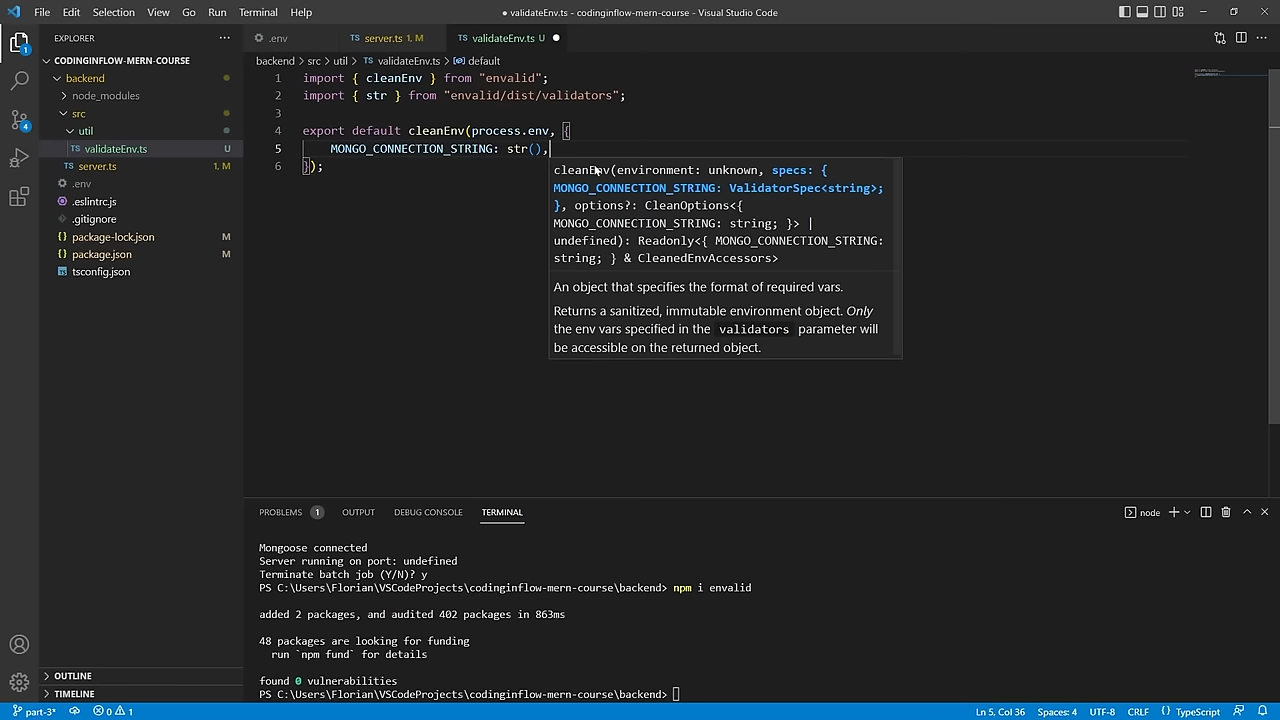 File Edit Selection View Go Run Terminal Help
● validateEnv.ts - codinginflow-mern-course - Visual Studio Code
EXPLORER ···
.env
TS server.ts 1, M
TS validateEnv.ts U ●
CODINGINFLOW-MERN-COURSE
backend
node_modules
src
util
TS validateEnv.ts U
TS server.ts 1, M
.env
.eslintrc.js
.gitignore
{} package-lock.json M
{} package.json M
TS tsconfig.json
OUTLINE
TIMELINE
1
4
backend > src > util > TS validateEnv.ts > default
1 import { cleanEnv } from "envalid";
2 import { str } from "envalid/dist/validators";
3
4 export default cleanEnv(process.env, {
5 MONGO_CONNECTION_STRING: str(),
6 });
cleanEnv(environment: unknown, specs: {
MONGO_CONNECTION_STRING: ValidatorSpec<string>;
}, options?: CleanOptions<{
MONGO_CONNECTION_STRING: string; }> |
undefined): Readonly<{ MONGO_CONNECTION_STRING:
string; } & CleanedEnvAccessors>
An object that specifies the format of required vars.
Returns a sanitized, immutable environment object. Only
the env vars specified in the validators parameter will
be accessible on the returned object.
PROBLEMS 1 OUTPUT DEBUG CONSOLE TERMINAL
node
Mongoose connected
Server running on port: undefined
Terminate batch job (Y/N)? y
PS C:\Users\Florian\VSCodeProjects\codinginflow-mern-course\backend> npm i envalid
added 2 packages, and audited 402 packages in 863ms
48 packages are looking for funding
run `npm fund` for details
found 0 vulnerabilities
PS C:\Users\Florian\VSCodeProjects\codinginflow-mern-course\backend>
part-3* 0 1
Ln 5, Col 36 Spaces: 4 UTF-8 CRLF {} TypeScript